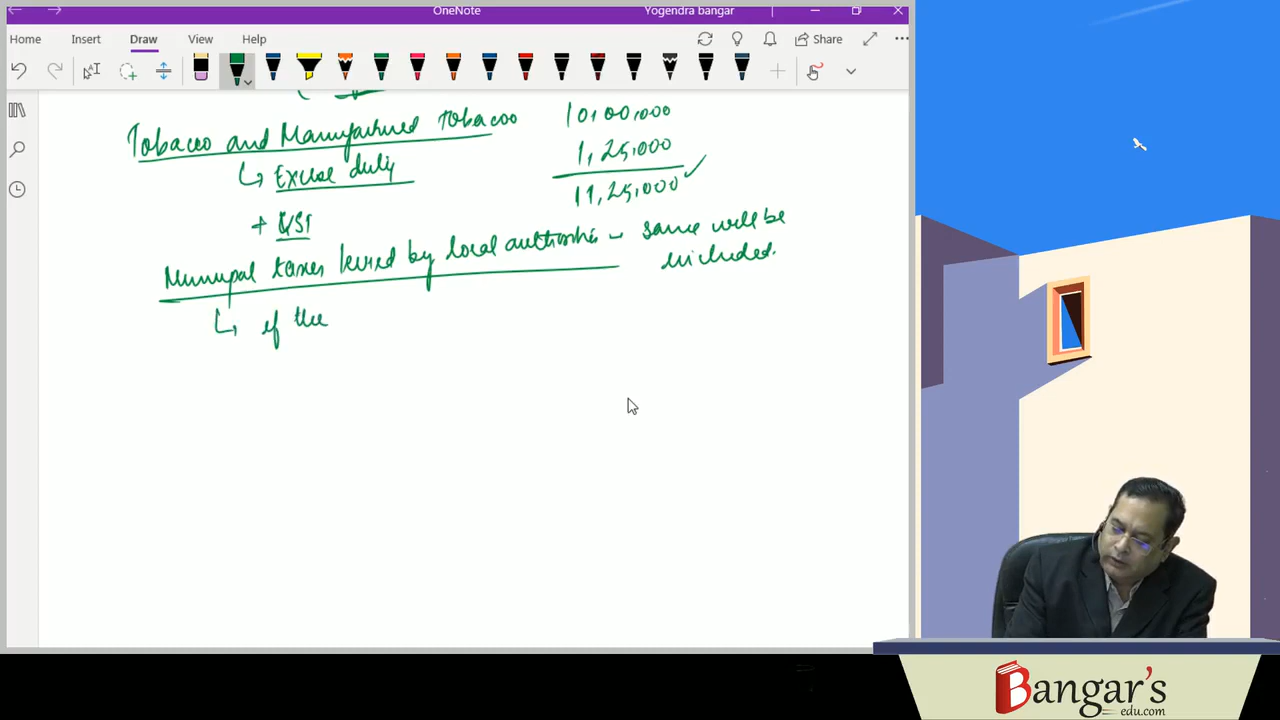 OneNote
Yogendra bangar
Home Insert Draw View Help
Share
Tobacco and Manufactured tobacoo
10,00,000
Excise duty
1,25,000
11,25,000
+ GST
Municipal taxes levied by local authorities - same will be
included.
if the
Bangar's
edu.com